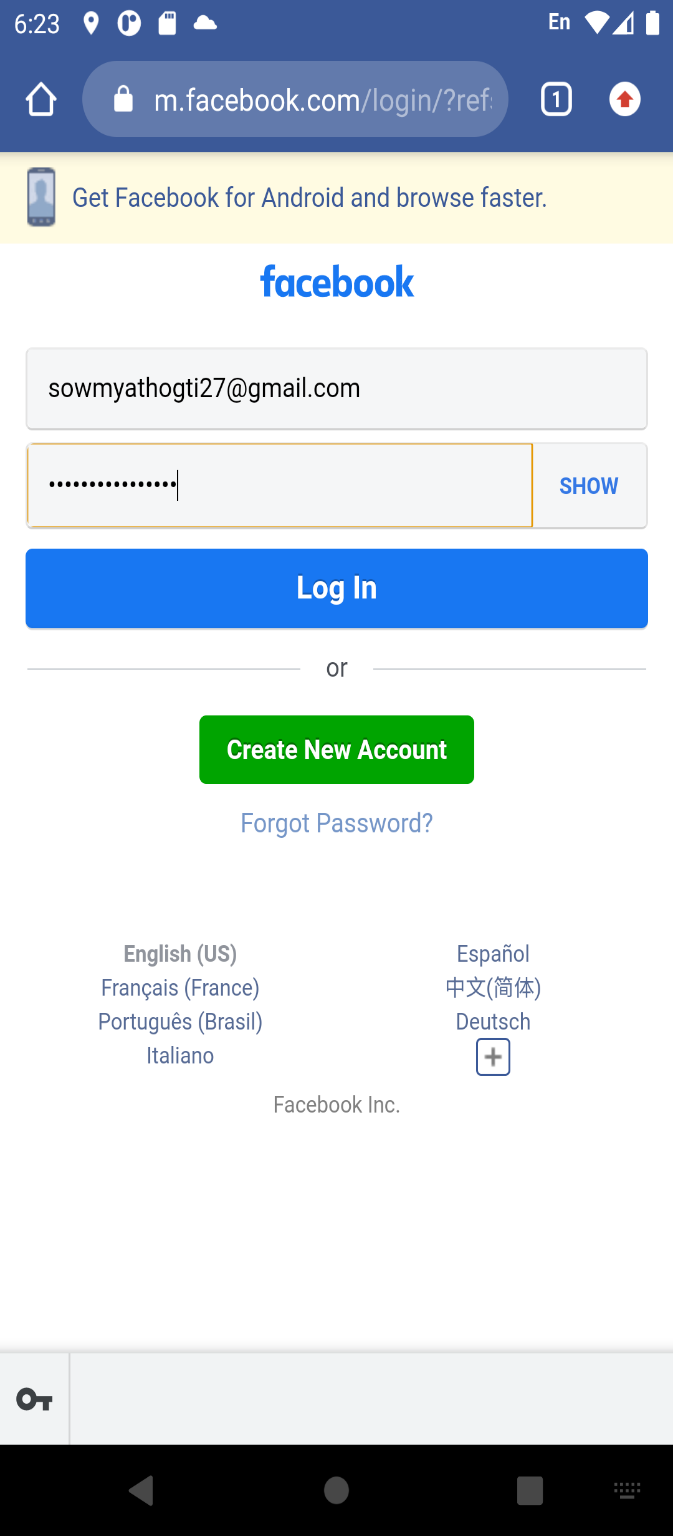 6:23 En
m.facebook.com/login/?ref
1
Get Facebook for Android and browse faster.
facebook
sowmyathogti27@gmail.com
••••••••••••••••
SHOW
Log In
or
Create New Account
Forgot Password?
English (US)
Español
Français (France)
中文(简体)
Português (Brasil)
Deutsch
Italiano
Facebook Inc.